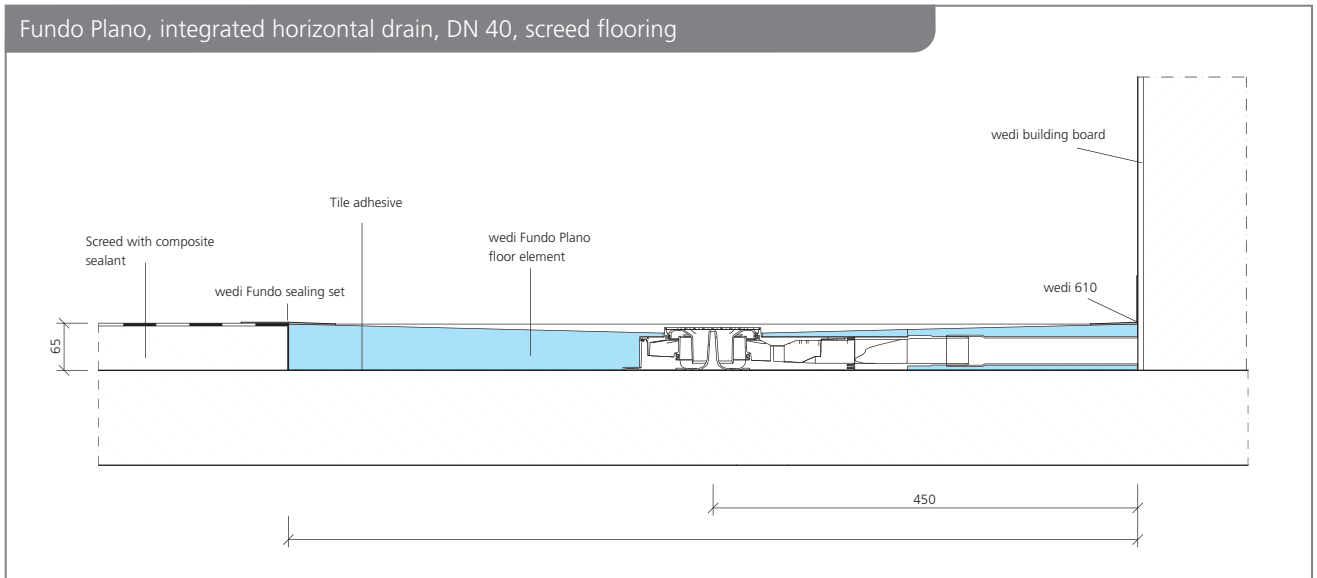 Fundo Plano, integrated horizontal drain, DN 40, screed flooring
wedi building board
Tile adhesive
Screed with composite
sealant
wedi Fundo Plano
floor element
wedi Fundo sealing set
wedi 610
65
450